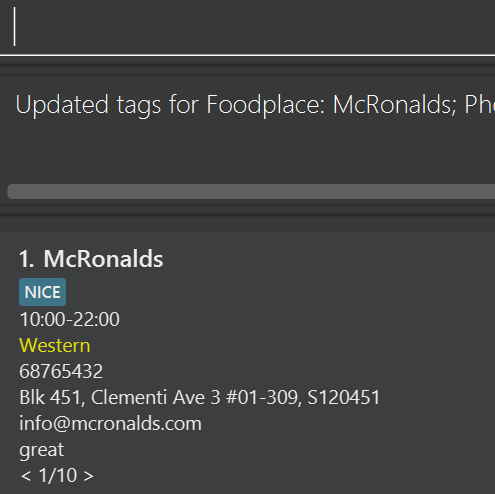 Updated tags for Foodplace: McRonalds; Pho
1. McRonalds
NICE
10:00-22:00
Western
68765432
Blk 451, Clementi Ave 3 #01-309, S120451
info@mcronalds.com
great
< 1/10 >